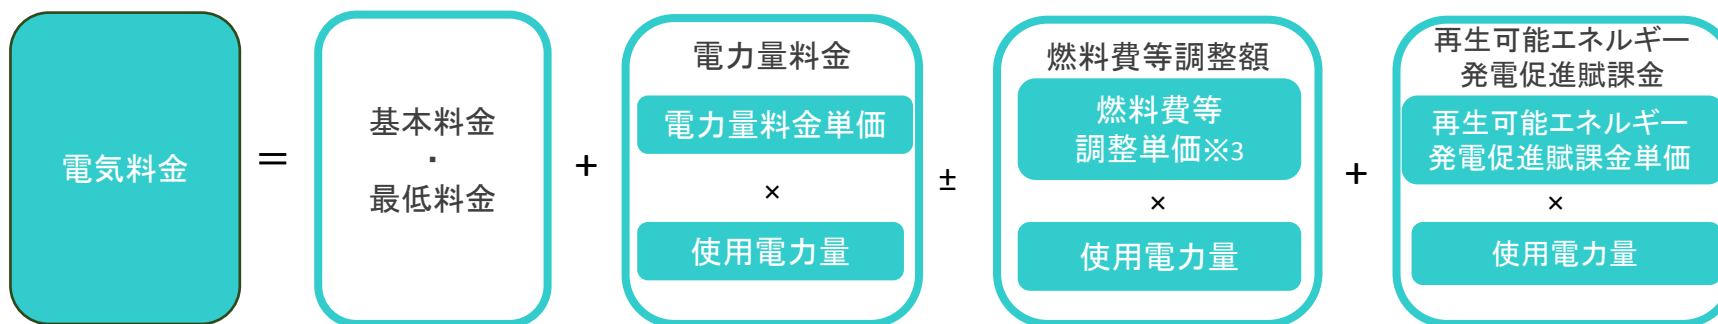 電気料金
＝
基本料金
・
最低料金
+
電力量料金
電力量料金単価
×
使用電力量
±
燃料費等調整額
燃料費等
調整単価※3
×
使用電力量
+
再生可能エネルギー
発電促進賦課金
再生可能エネルギー
発電促進賦課金単価
×
使用電力量